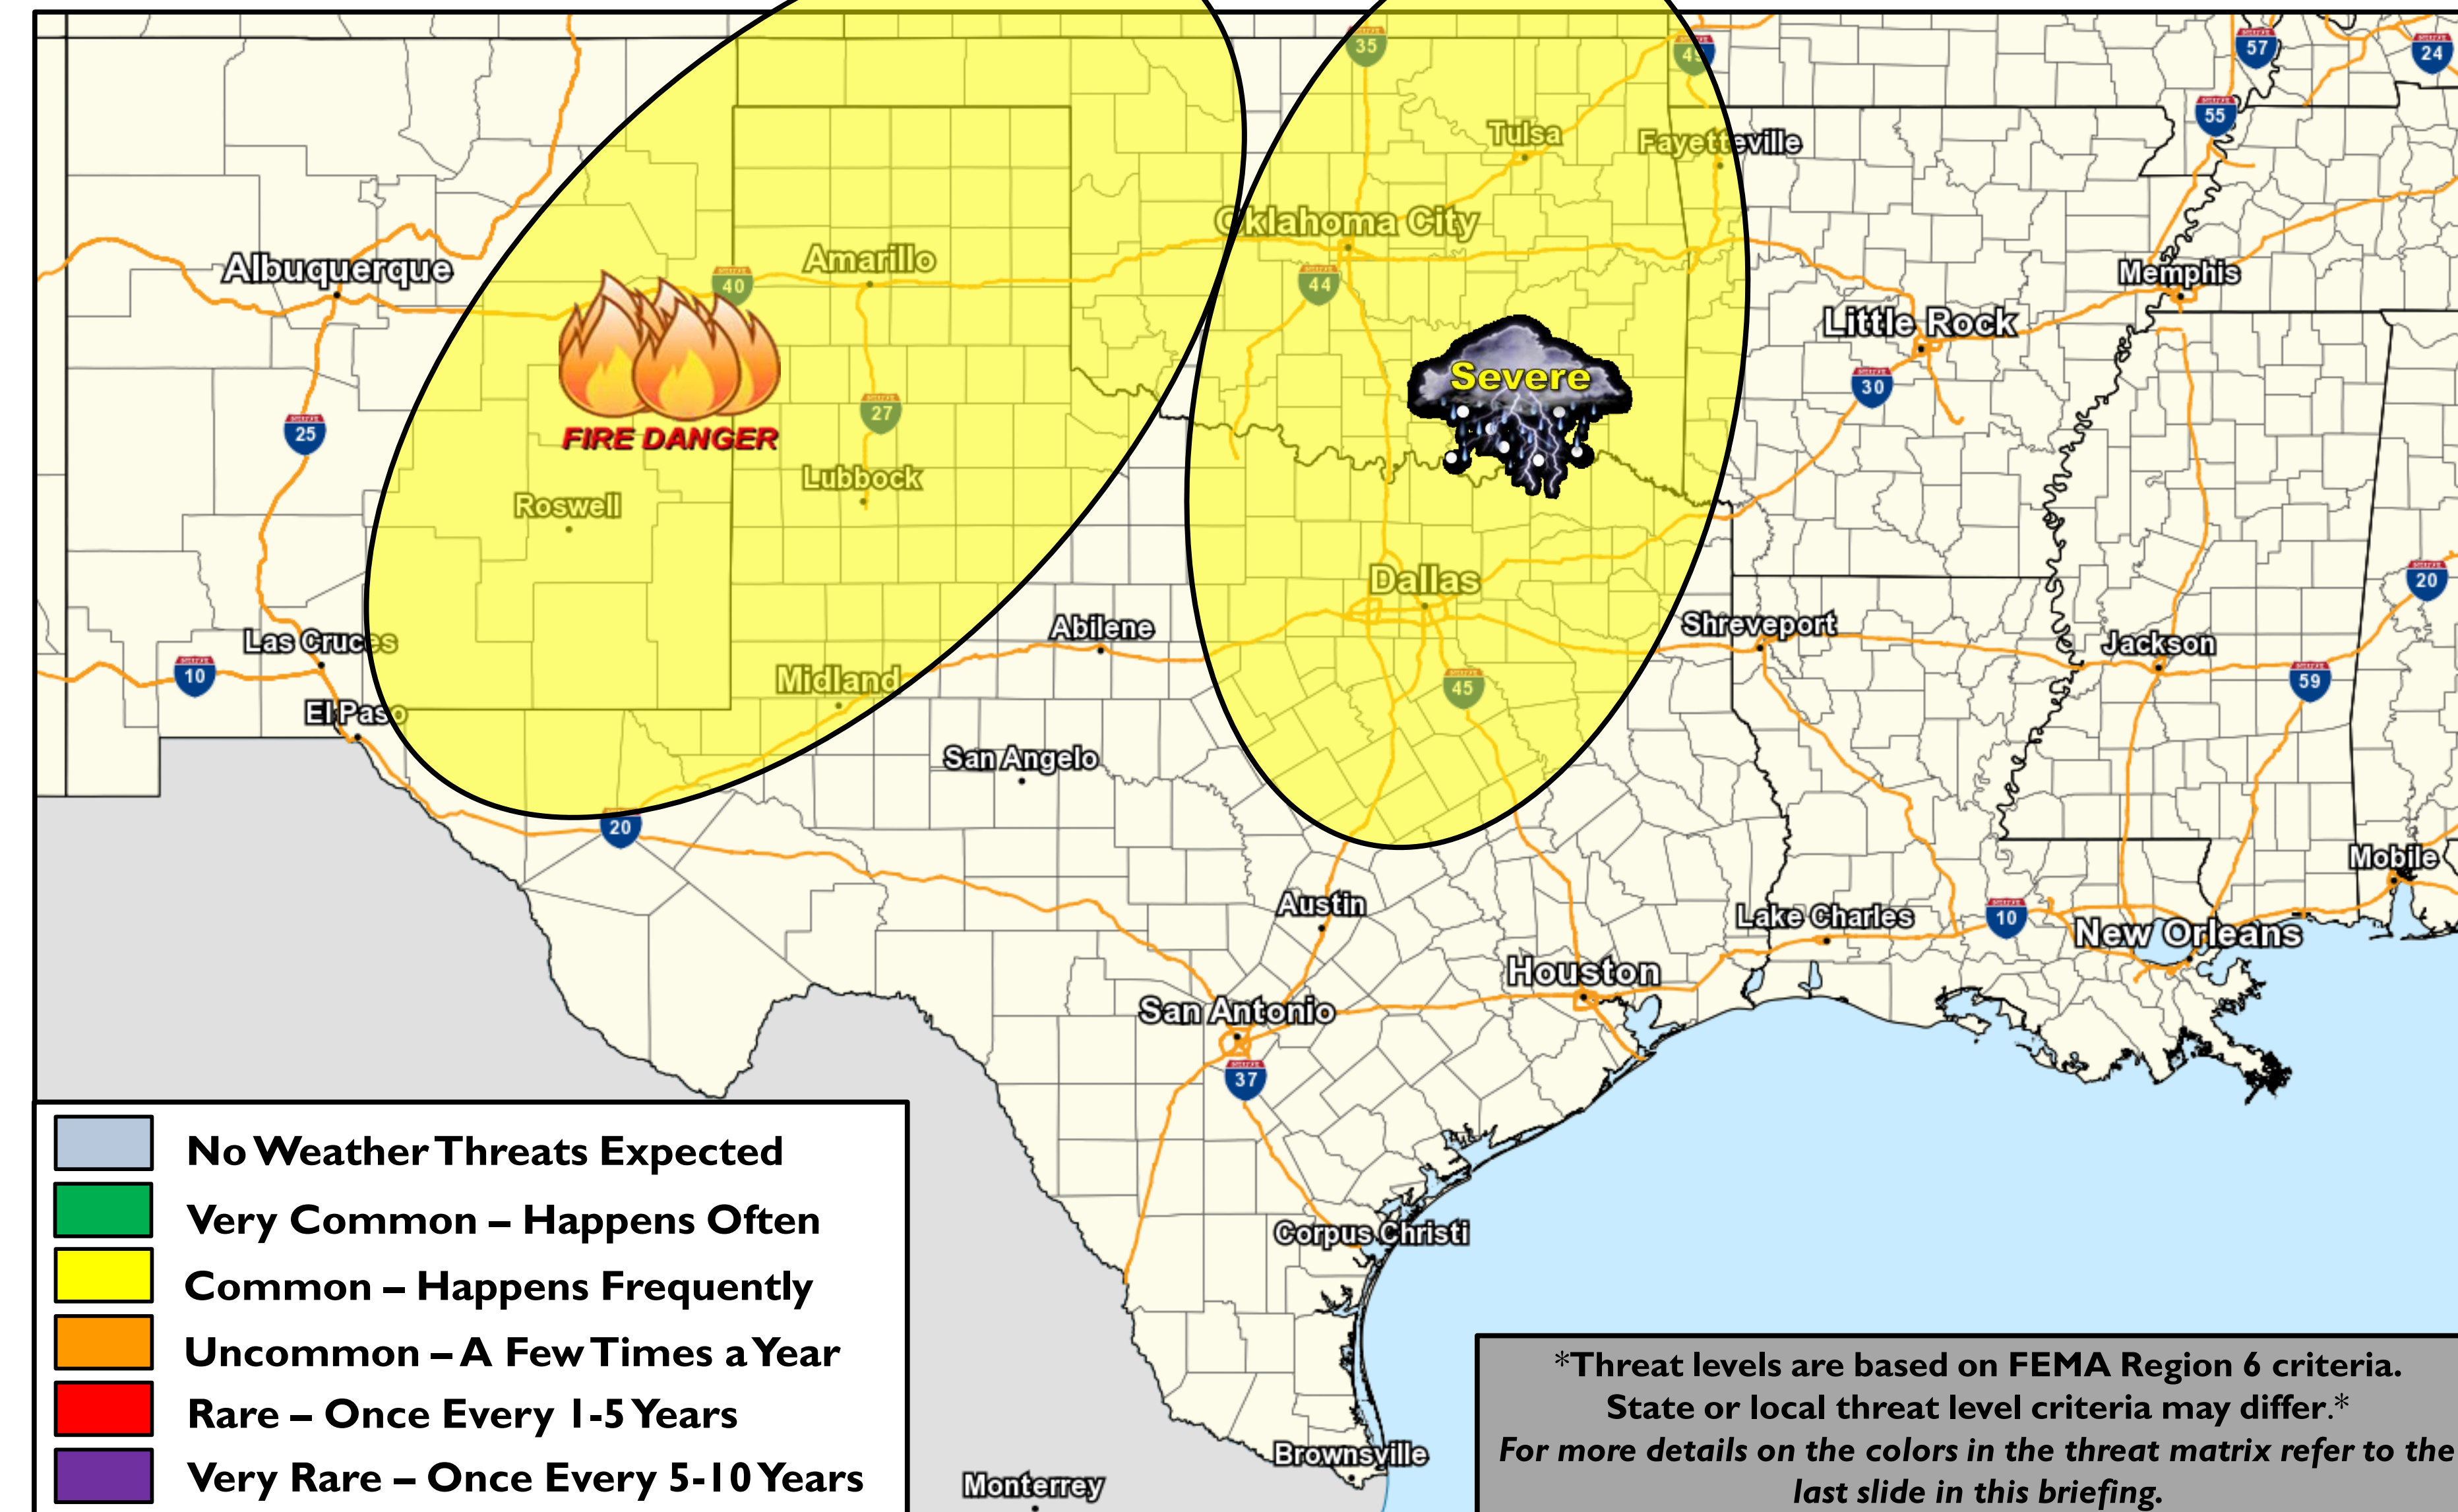 35
45
57
24
55
Tulsa
Fayetteville
Oklahoma City
Albuquerque
Amarillo
40
44
Memphis
Little Rock
Severe
30
25
27
FIRE DANGER
Lubbock
Roswell
Dallas
20
Las Cruces
Abilene
Shreveport
Jackson
10
Midland
45
59
El Paso
San Angelo
20
Mobile
Austin
Lake Charles
10
New Orleans
Houston
San Antonio
37
Corpus Christi
Brownsville
Monterrey
No Weather Threats Expected
Very Common – Happens Often
Common – Happens Frequently
Uncommon – A Few Times a Year
Rare – Once Every 1-5 Years
Very Rare – Once Every 5-10 Years
*Threat levels are based on FEMA Region 6 criteria.
State or local threat level criteria may differ.*
For more details on the colors in the threat matrix refer to the
last slide in this briefing.